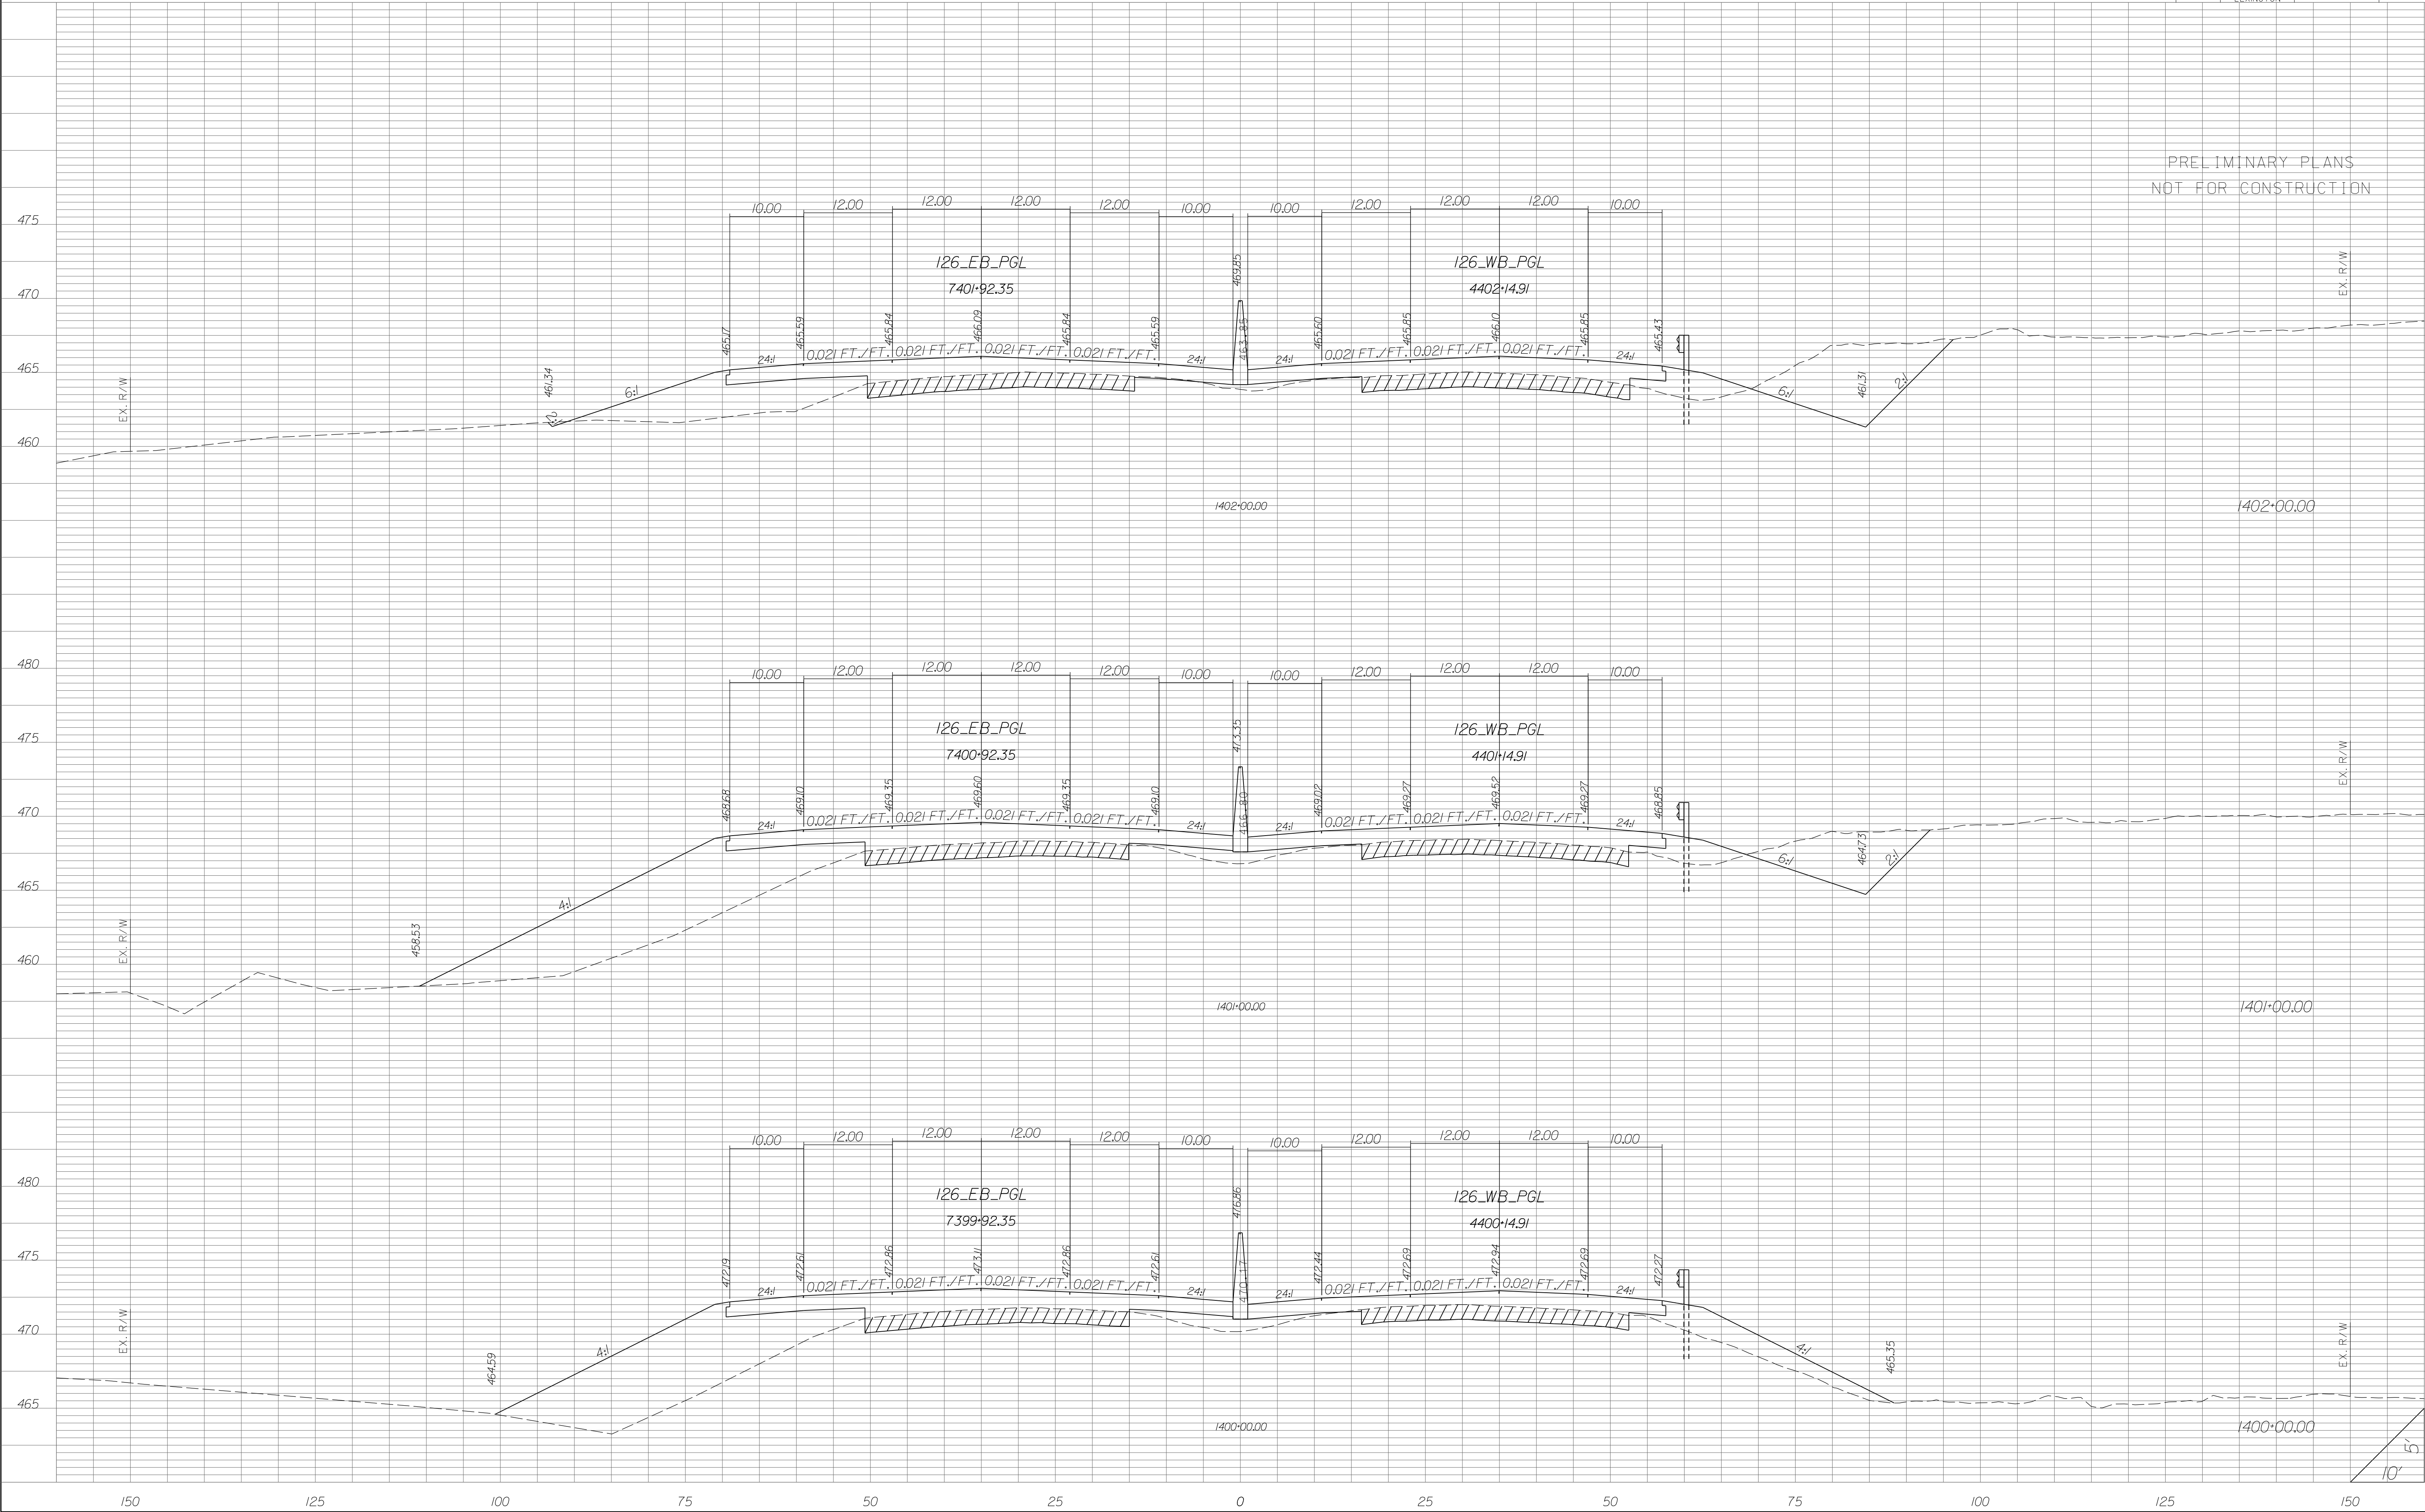 LEXINGTON
PRELIMINARY PLANS
NOT FOR CONSTRUCTION
10.00 12.00 12.00 12.00 12.00 10.00 10.00 12.00 12.00 12.00 10.00
475
126_EB_PGL 469.85 126_WB_PGL EX. R/W
7401+92.35 4402+14.91
470
465.17 465.59 465.84 466.09 465.84 465.59 463.85 465.60 465.85 466.10 465.85 465.43
24:1 0.021 FT./FT. 0.021 FT./FT. 0.021 FT./FT. 0.021 FT./FT. 24:1 24:1 0.021 FT./FT. 0.021 FT./FT. 0.021 FT./FT. 24:1
465
EX. R/W 461.34 2:1 6:1 6:1 461.31 2:1
460
1402+00.00 1402+00.00
480
10.00 12.00 12.00 12.00 12.00 10.00 10.00 12.00 12.00 12.00 10.00
475
126_EB_PGL 473.35 126_WB_PGL EX. R/W
7400+92.35 4401+14.91
470
468.68 469.10 469.35 469.60 469.35 469.10 466.80 469.02 469.27 469.52 469.27 468.85
24:1 0.021 FT./FT. 0.021 FT./FT. 0.021 FT./FT. 0.021 FT./FT. 24:1 24:1 0.021 FT./FT. 0.021 FT./FT. 0.021 FT./FT. 24:1
6:1 464.73 2:1
465
4:1
EX. R/W 458.53
460
1401+00.00 1401+00.00
10.00 12.00 12.00 12.00 12.00 10.00 10.00 12.00 12.00 12.00 10.00
480
126_EB_PGL 476.86 126_WB_PGL
7399+92.35 4400+14.91
475
472.19 472.61 472.86 473.11 472.86 472.61 470.17 472.44 472.69 472.94 472.69 472.27
24:1 0.021 FT./FT. 0.021 FT./FT. 0.021 FT./FT. 0.021 FT./FT. 24:1 24:1 0.021 FT./FT. 0.021 FT./FT. 0.021 FT./FT. 24:1
470
EX. R/W 464.59 4:1 4:1 465.35 EX. R/W
465
1400+00.00 1400+00.00
5'
10'
150 125 100 75 50 25 0 25 50 75 100 125 150